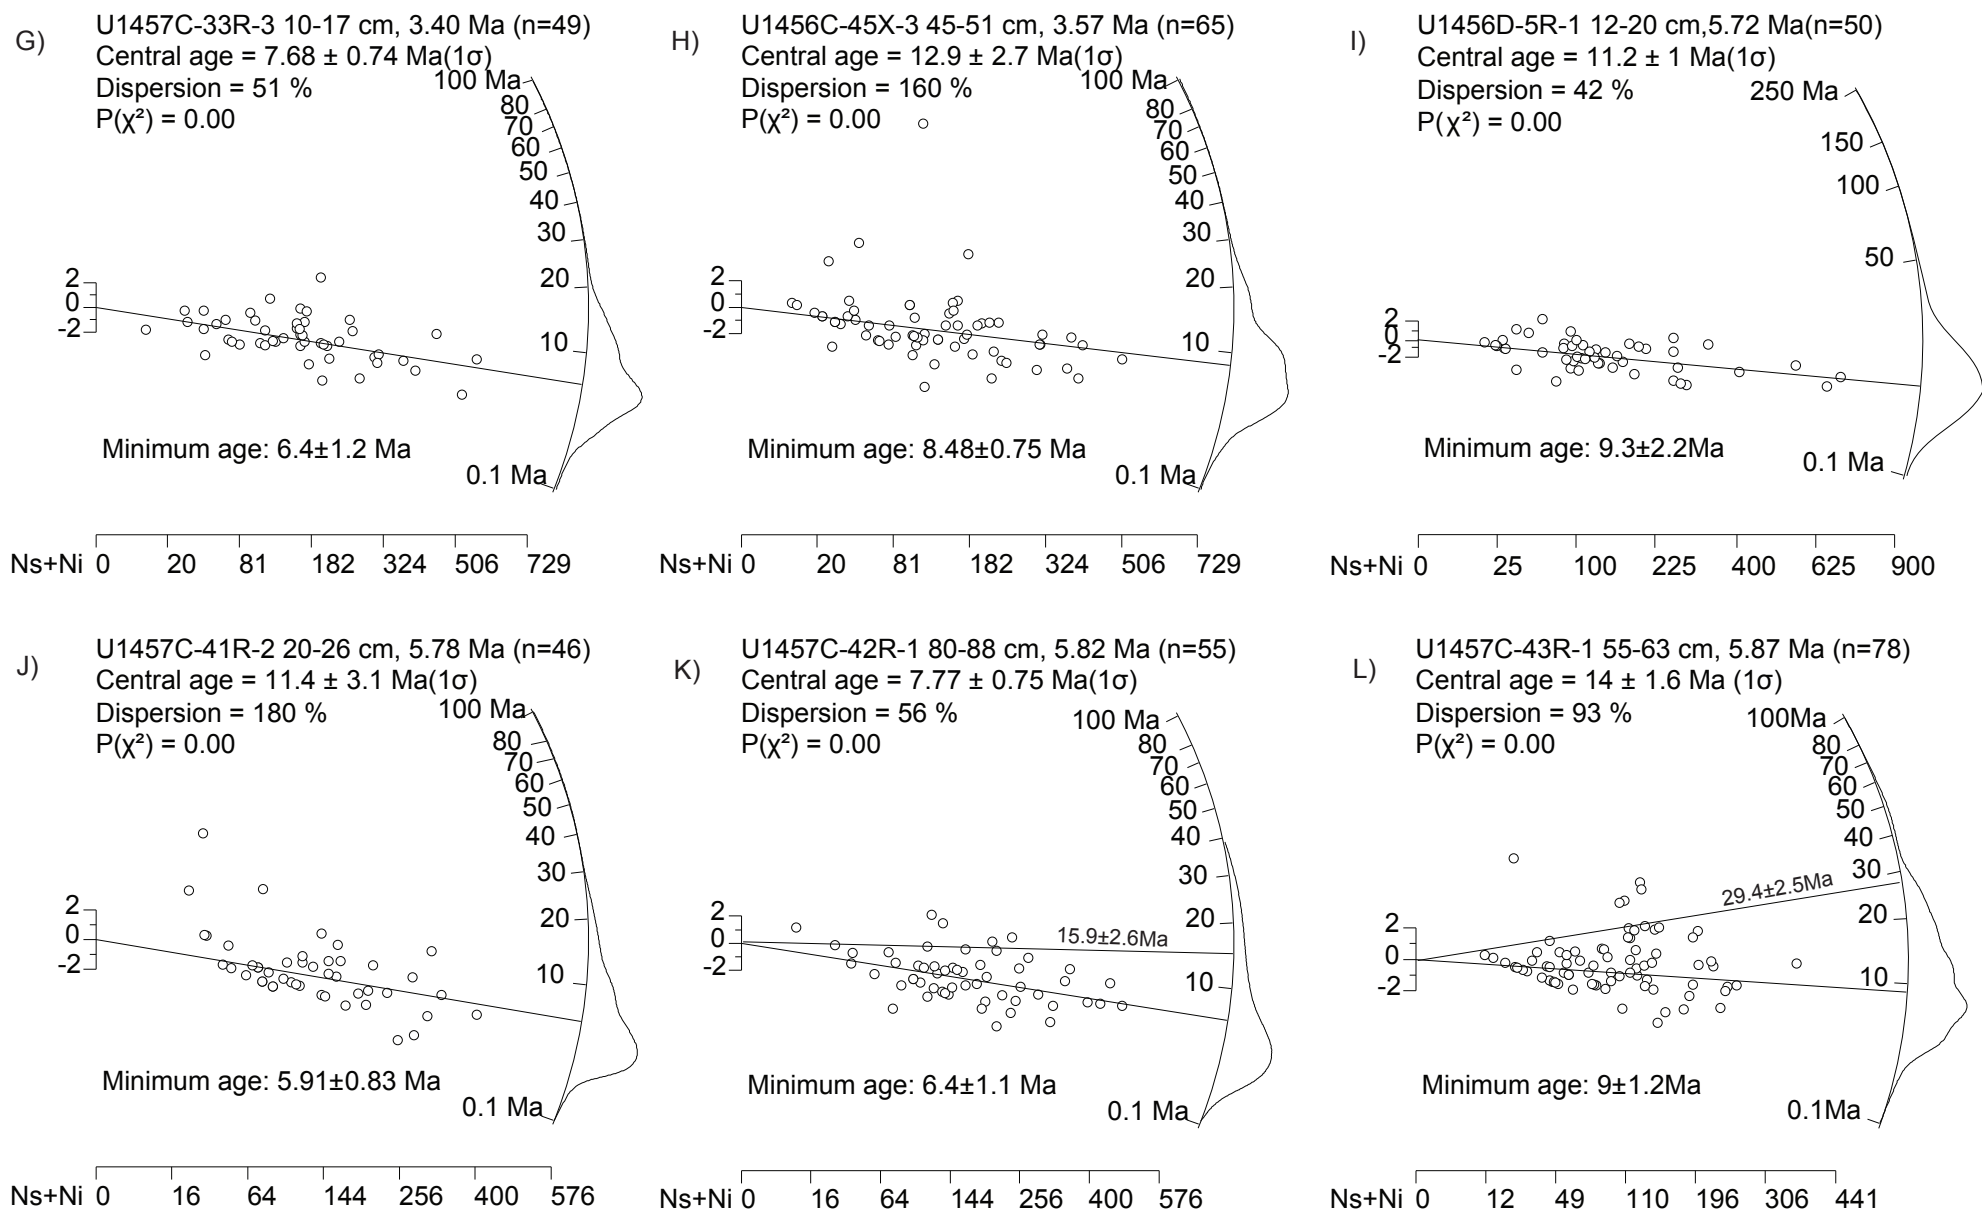 G)
U1457C-33R-3 10-17 cm, 3.40 Ma (n=49)
Central age = 7.68 ± 0.74 Ma(1σ)
Dispersion = 51 %
P(χ²) = 0.00
100 Ma
80
70
60
50
40
30
20
10
0.1 Ma
2
0
-2
Minimum age: 6.4±1.2 Ma
Ns+Ni 0 20 81 182 324 506 729
H)
U1456C-45X-3 45-51 cm, 3.57 Ma (n=65)
Central age = 12.9 ± 2.7 Ma(1σ)
Dispersion = 160 %
P(χ²) = 0.00
100 Ma
80
70
60
50
40
30
20
10
0.1 Ma
2
0
-2
Minimum age: 8.48±0.75 Ma
Ns+Ni 0 20 81 182 324 506 729
I)
U1456D-5R-1 12-20 cm,5.72 Ma(n=50)
Central age = 11.2 ± 1 Ma(1σ)
Dispersion = 42 %
P(χ²) = 0.00
250 Ma
150
100
50
0.1 Ma
2
0
-2
Minimum age: 9.3±2.2Ma
Ns+Ni 0 25 100 225 400 625 900
J)
U1457C-41R-2 20-26 cm, 5.78 Ma (n=46)
Central age = 11.4 ± 3.1 Ma(1σ)
Dispersion = 180 %
P(χ²) = 0.00
100 Ma
80
70
60
50
40
30
20
10
0.1 Ma
2
0
-2
Minimum age: 5.91±0.83 Ma
Ns+Ni 0 16 64 144 256 400 576
K)
U1457C-42R-1 80-88 cm, 5.82 Ma (n=55)
Central age = 7.77 ± 0.75 Ma(1σ)
Dispersion = 56 %
P(χ²) = 0.00
100 Ma
80
70
60
50
40
30
20
10
0.1 Ma
2
0
-2
15.9±2.6Ma
Minimum age: 6.4±1.1 Ma
Ns+Ni 0 16 64 144 256 400 576
L)
U1457C-43R-1 55-63 cm, 5.87 Ma (n=78)
Central age = 14 ± 1.6 Ma (1σ)
Dispersion = 93 %
P(χ²) = 0.00
100Ma
80
70
60
50
40
30
20
10
0.1Ma
2
0
-2
29.4±2.5Ma
Minimum age: 9±1.2Ma
Ns+Ni 0 12 49 110 196 306 441